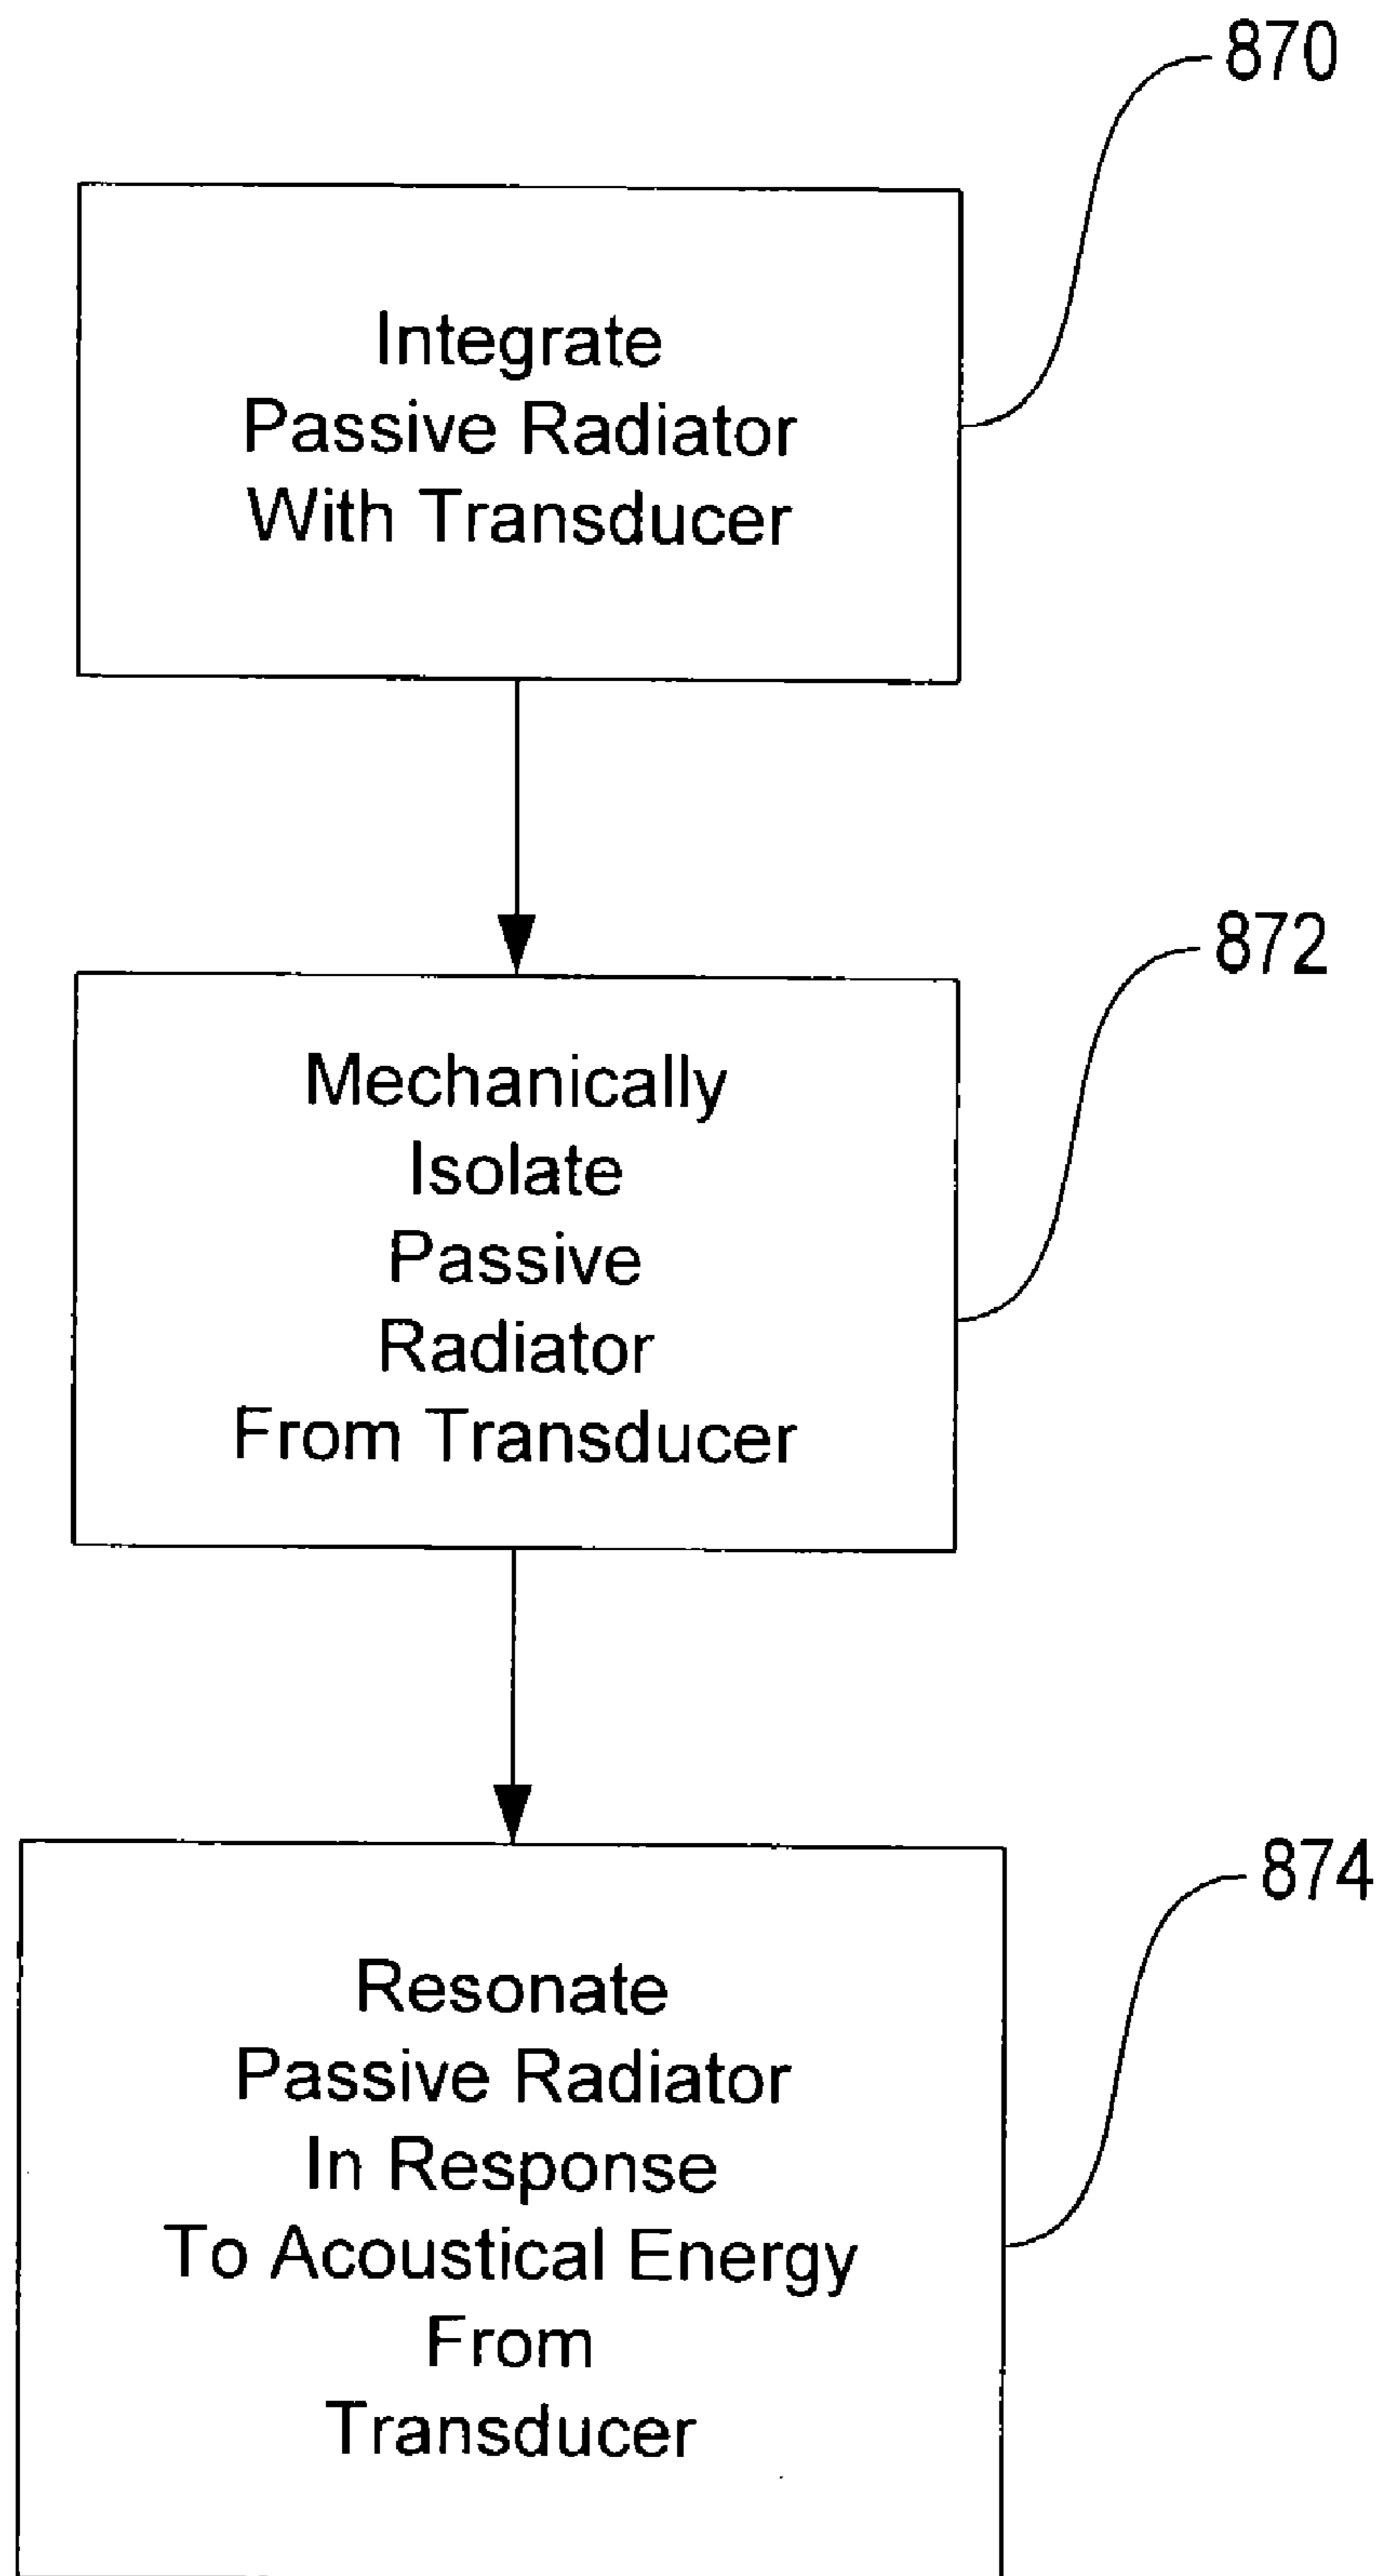 870
Integrate
Passive Radiator
With Transducer
872
Mechanically
Isolate
Passive
Radiator
From Transducer
874
Resonate
Passive Radiator
In Response
To Acoustical Energy
From
Transducer